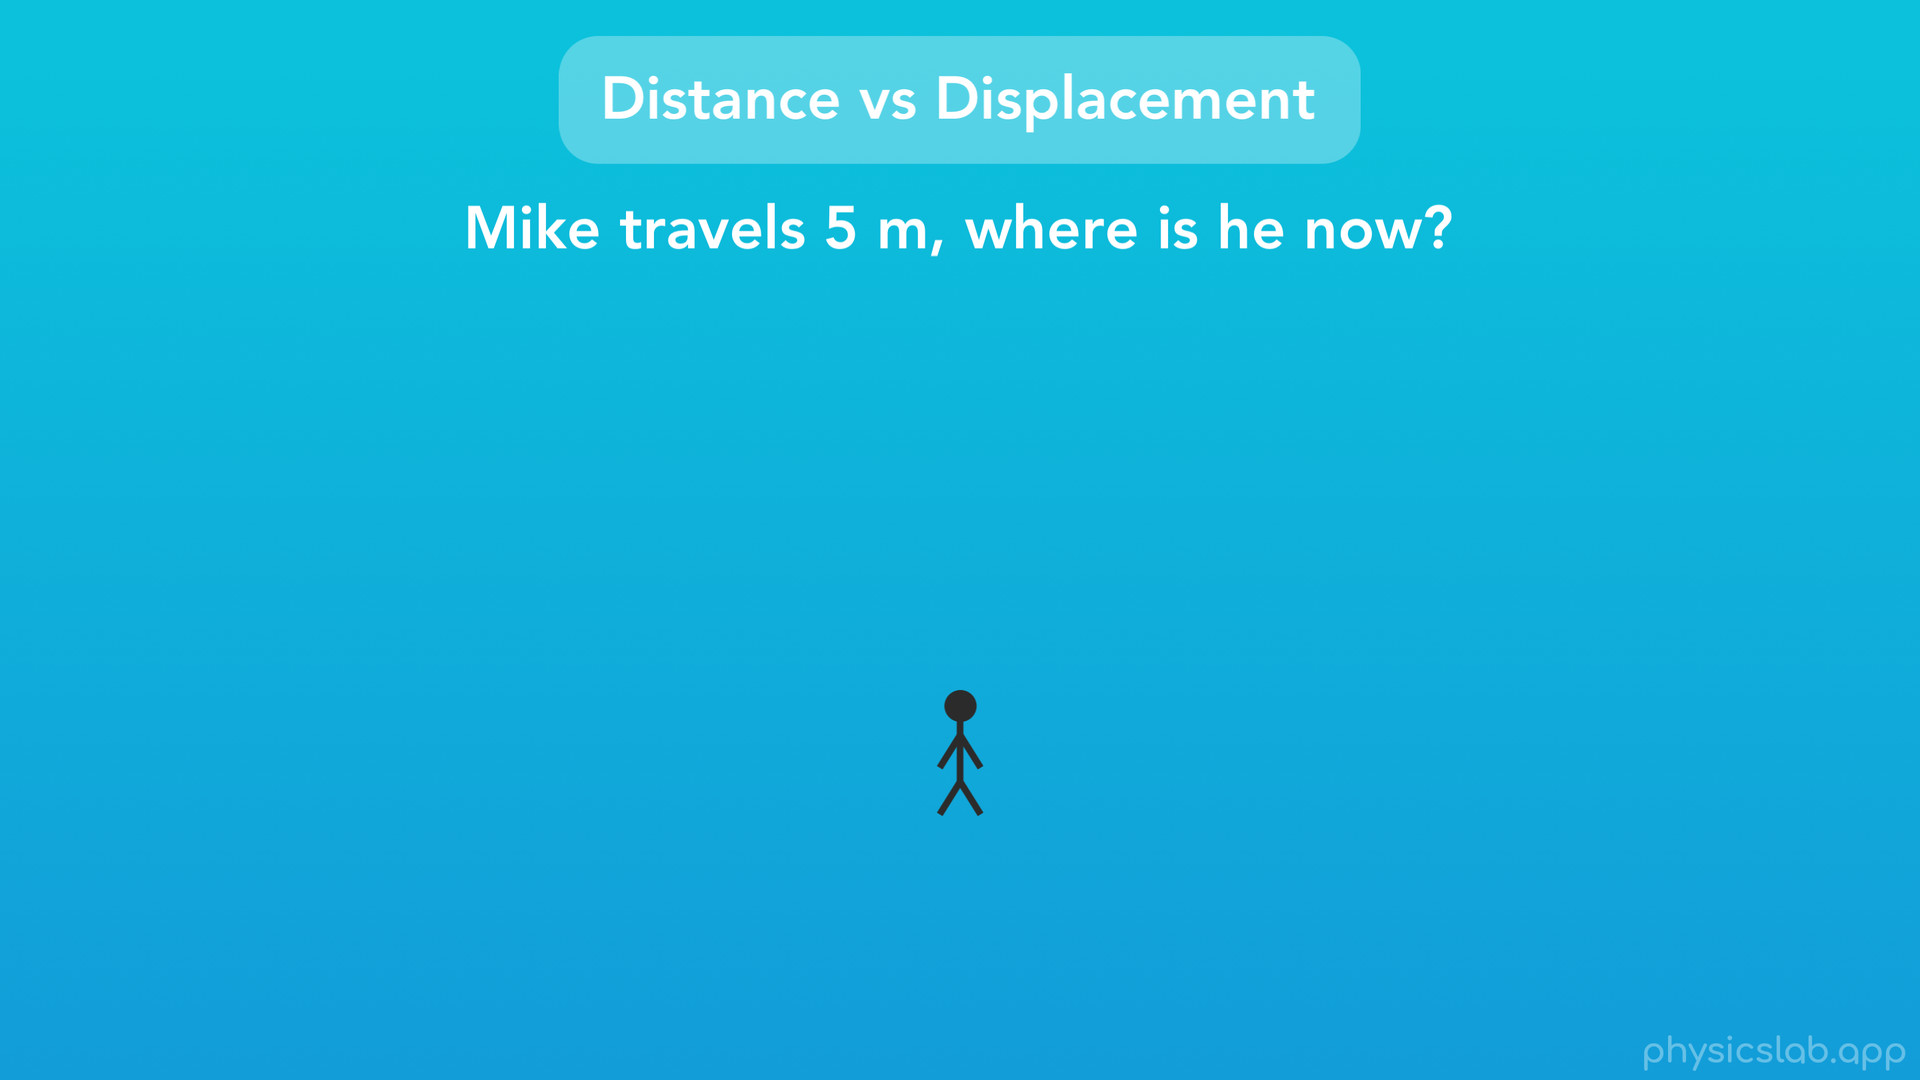 Distance vs Displacement
Mike travels 5 m, where is he now?
physicslab.app